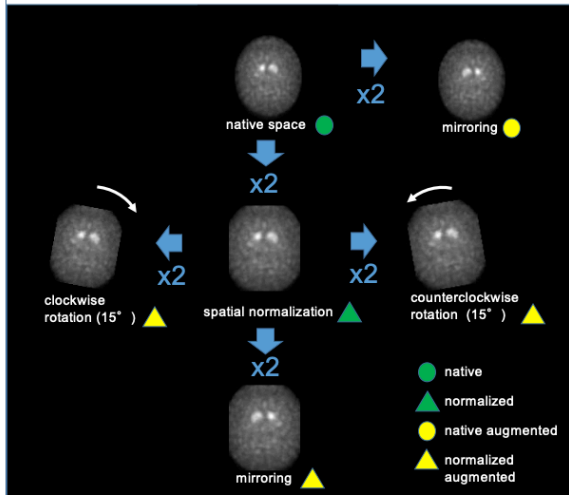 x2
native space
mirroring
x2
x2
x2
clockwise
rotation (15° )
spatial normalization
counterclockwise
rotation (15° )
x2
mirroring
native
normalized
native augmented
normalized
augmented